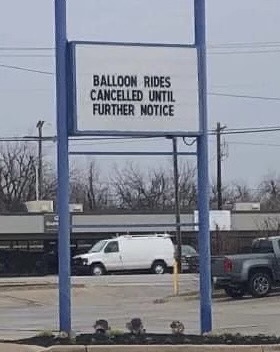 BALLOON RIDES
CANCELLED UNTIL
FURTHER NOTICE